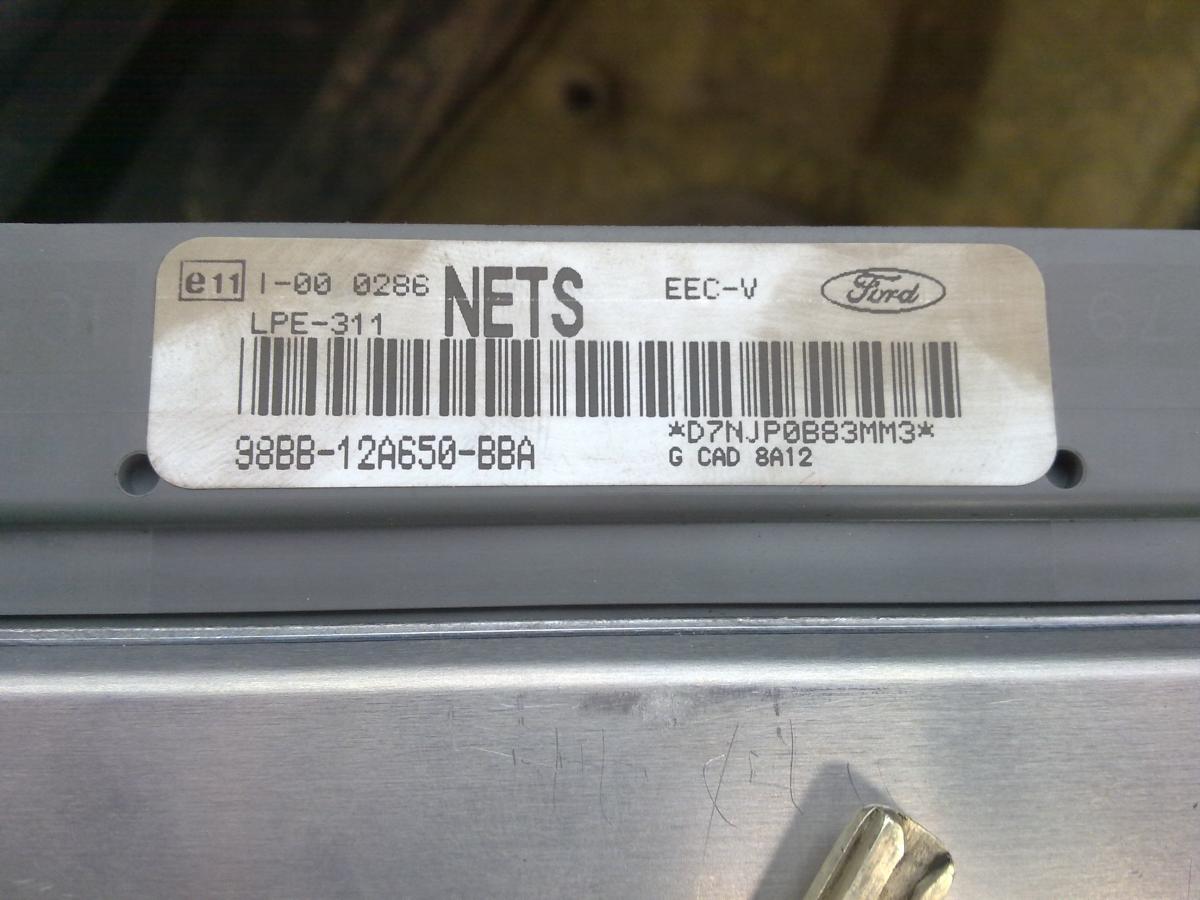 e11 I-00 0286 NETS EEC-V Ford
LPE-311
98BB-12A650-BBA *D7NJP0B83MM3*
G CAD 8A12